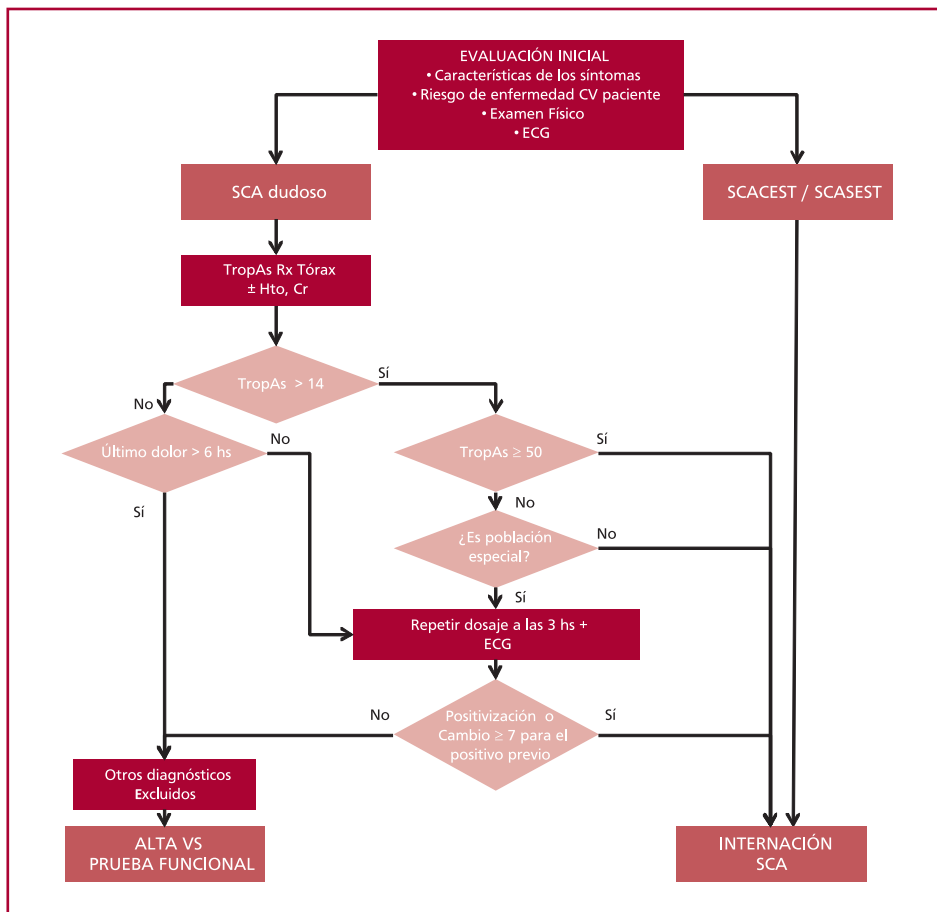 EVALUACIÓN INICIAL
• Características de los síntomas
• Riesgo de enfermedad CV paciente
• Examen Físico
• ECG
SCA dudoso
SCACEST / SCASEST
TropAs Rx Tórax
± Hto, Cr
TropAs > 14
Sí
No
Último dolor > 6 hs
No
Sí
TropAs ≥ 50
Sí
No
¿Es población
especial?
No
Sí
Repetir dosaje a las 3 hs +
ECG
Positivización o
Cambio ≥ 7 para el
positivo previo
No
Sí
Otros diagnósticos
Excluidos
ALTA VS
PRUEBA FUNCIONAL
INTERNACIÓN
SCA